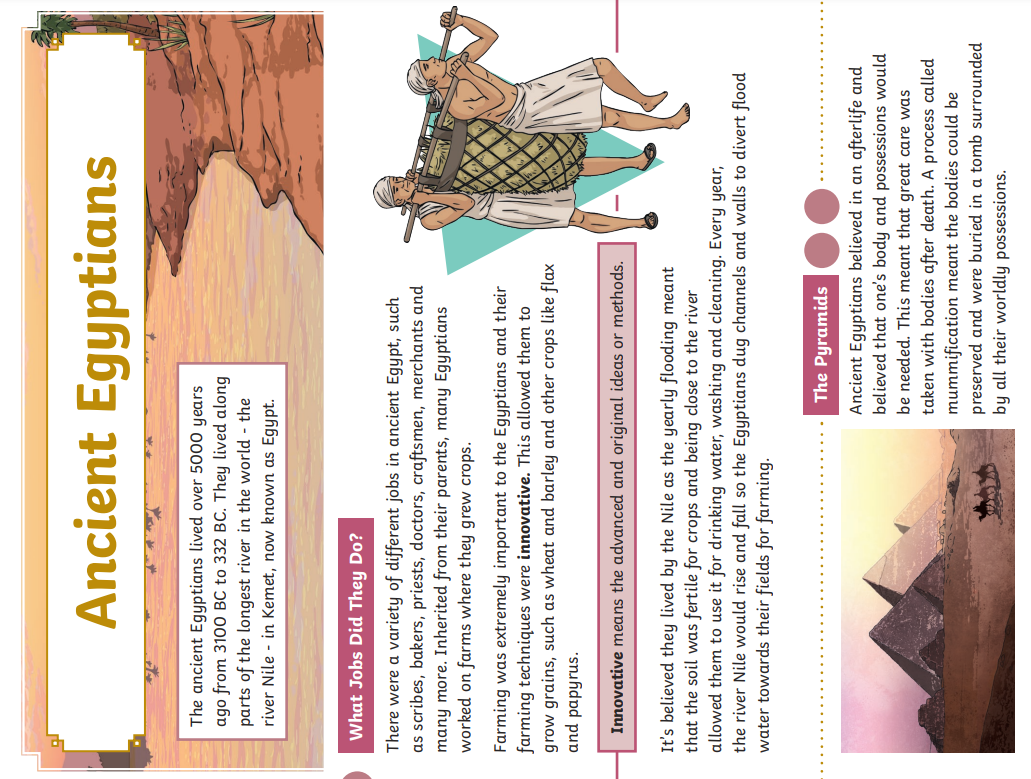 Ancient Egyptians
The ancient Egyptians lived over 5000 years
ago from 3100 BC to 332 BC. They lived along
parts of the longest river in the world - the
river Nile - in Kemet, now known as Egypt.
What Jobs Did They Do?
There were a variety of different jobs in ancient Egypt, such
as scribes, bakers, priests, doctors, craftsmen, merchants and
many more. Inherited from their parents, many Egyptians
worked on farms where they grew crops.
Farming was extremely important to the Egyptians and their
farming techniques were innovative. This allowed them to
grow grains, such as wheat and barley and other crops like flax
and papyrus.
Innovative means the advanced and original ideas or methods.
It's believed they lived by the Nile as the yearly flooding meant
that the soil was fertile for crops and being close to the river
allowed them to use it for drinking water, washing and cleaning. Every year,
the river Nile would rise and fall so the Egyptians dug channels and walls to divert flood
water towards their fields for farming.
The Pyramids
Ancient Egyptians believed in an afterlife and
believed that one's body and possessions would
be needed. This meant that great care was
taken with bodies after death. A process called
mummification meant the bodies could be
preserved and were buried in a tomb surrounded
by all their worldly possessions.